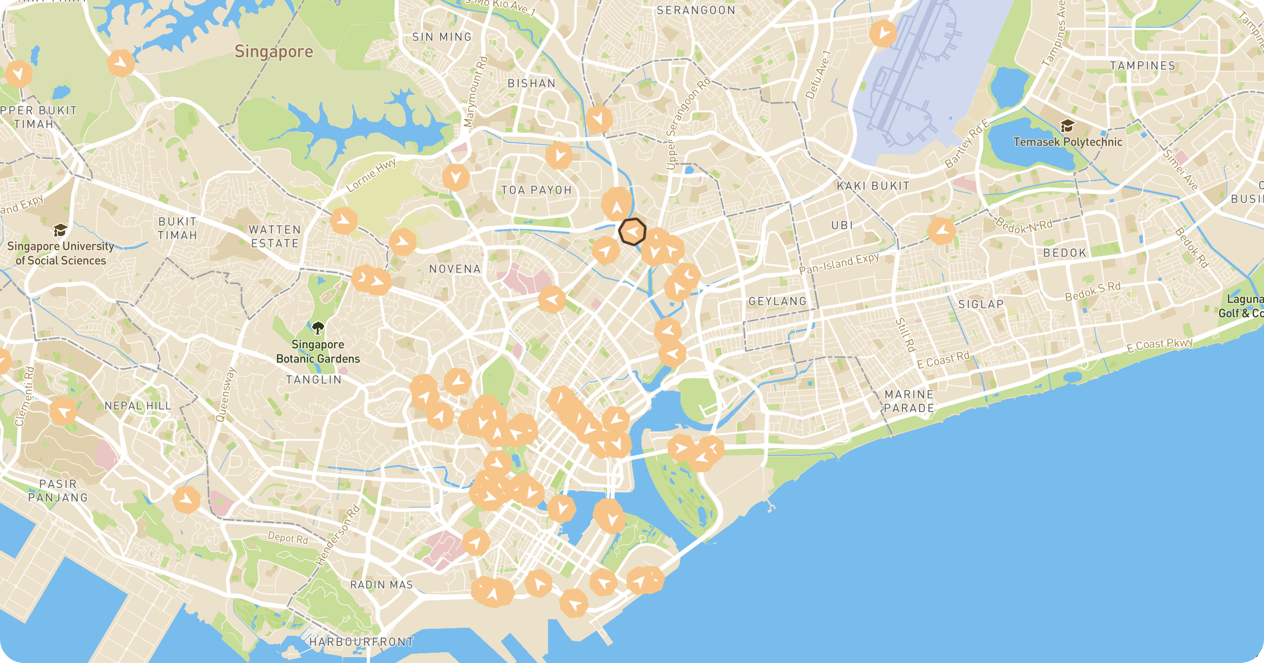 Mo Kio Ave 1
SERANGOON
SIN MING
Singapore
BISHAN
TAMPINES
Tampines Ave
Defu Ave 1
Marymount Rd
Upper Serangoon Rd
PPER BUKIT
TIMAH
Temasek Polytechnic
Bartley Rd E
Simei Ave
Lornie Hwy
TOA PAYOH
KAKI BUKIT
and Expy
BUKIT
TIMAH
WATTEN
ESTATE
UBI
Bedok N Rd
BUSI
Singapore University
of Social Sciences
Bedok Rd
BEDOK
NOVENA
Pan-Island Expy
GEYLANG
SIGLAP
Bedok S Rd
Laguna
Golf & Co
Singapore
Botanic Gardens
Still Rd
E Coast Rd
E Coast Pkwy
TANGLIN
Clementi Rd
Queensway
NEPAL HILL
MARINE
PARADE
PASIR
PANJANG
Henderson Rd
Depot Rd
RADIN MAS
HARBOURFRONT